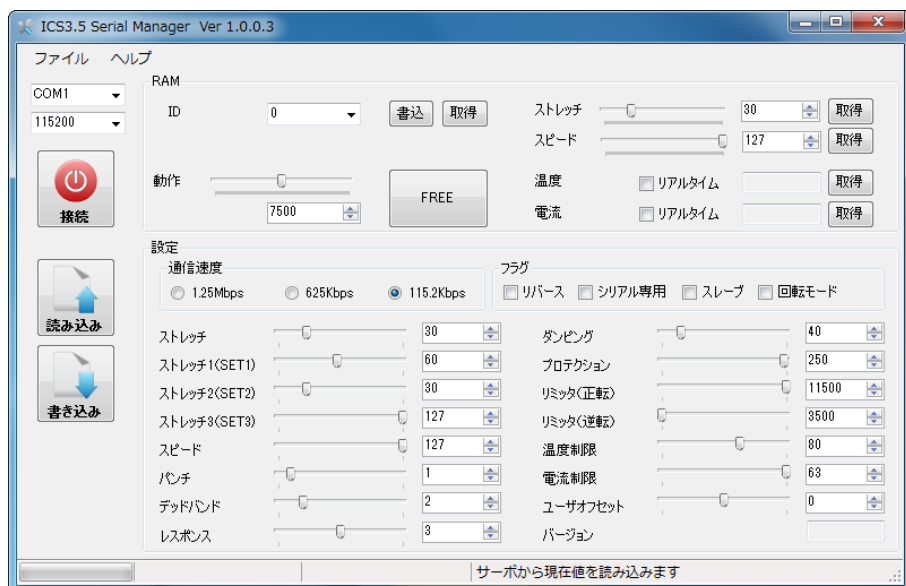 ICS3.5 Serial Manager Ver 1.0.0.3
ファイル ヘルプ
COM1
115200
接続
読み込み
書き込み
RAM
ID 0 書込 取得
ストレッチ 30 取得
スピード 127 取得
動作 7500 FREE
温度 リアルタイム 取得
電流 リアルタイム 取得
設定
通信速度
1.25Mbps 625Kbps 115.2Kbps
フラグ
リバース シリアル専用 スレーブ 回転モード
ストレッチ 30
ストレッチ1(SET1) 60
ストレッチ2(SET2) 30
ストレッチ3(SET3) 127
スピード 127
パンチ 1
デッドバンド 2
レスポンス 3
ダンピング 40
プロテクション 250
リミッタ(正転) 11500
リミッタ(逆転) 3500
温度制限 80
電流制限 63
ユーザオフセット 0
バージョン
サーボから現在値を読み込みます